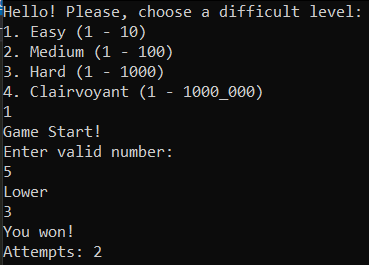 Hello! Please, choose a difficult level:
1. Easy (1 - 10)
2. Medium (1 - 100)
3. Hard (1 - 1000)
4. Clairvoyant (1 - 1000_000)
1
Game Start!
Enter valid number:
5
Lower
3
You won!
Attempts: 2